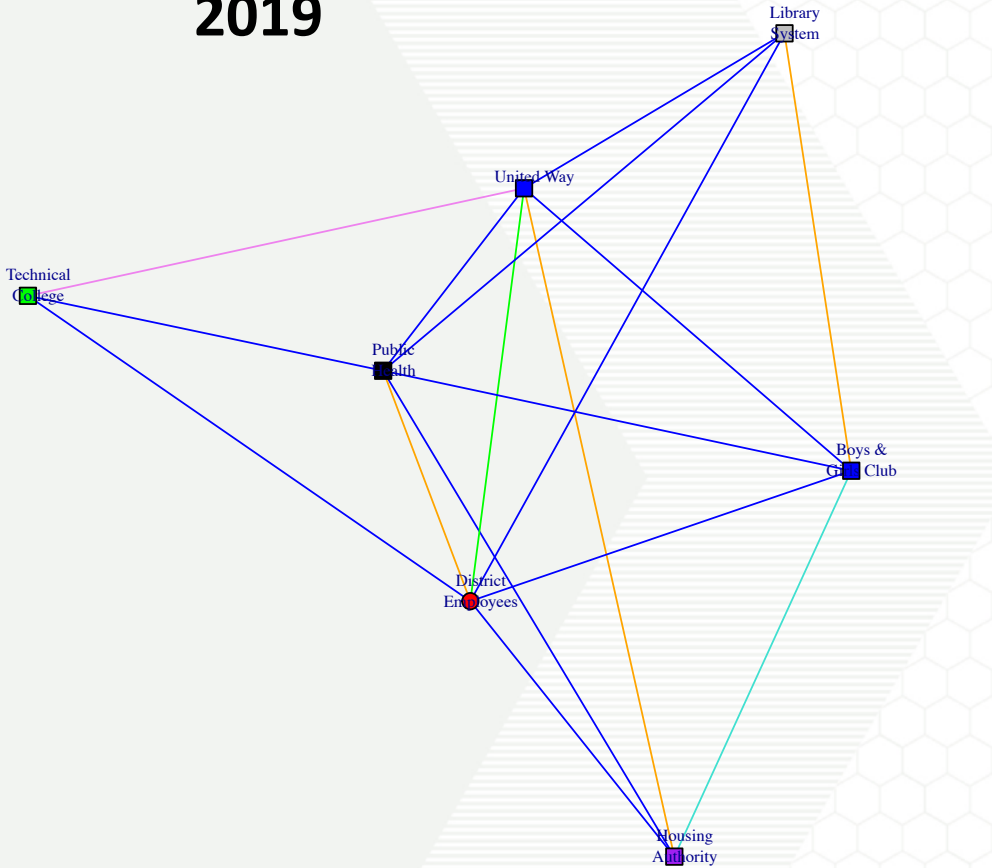 2019
Library
System
United Way
Technical
College
Public
Health
Boys &
Girls Club
District
Employees
Housing
Authority